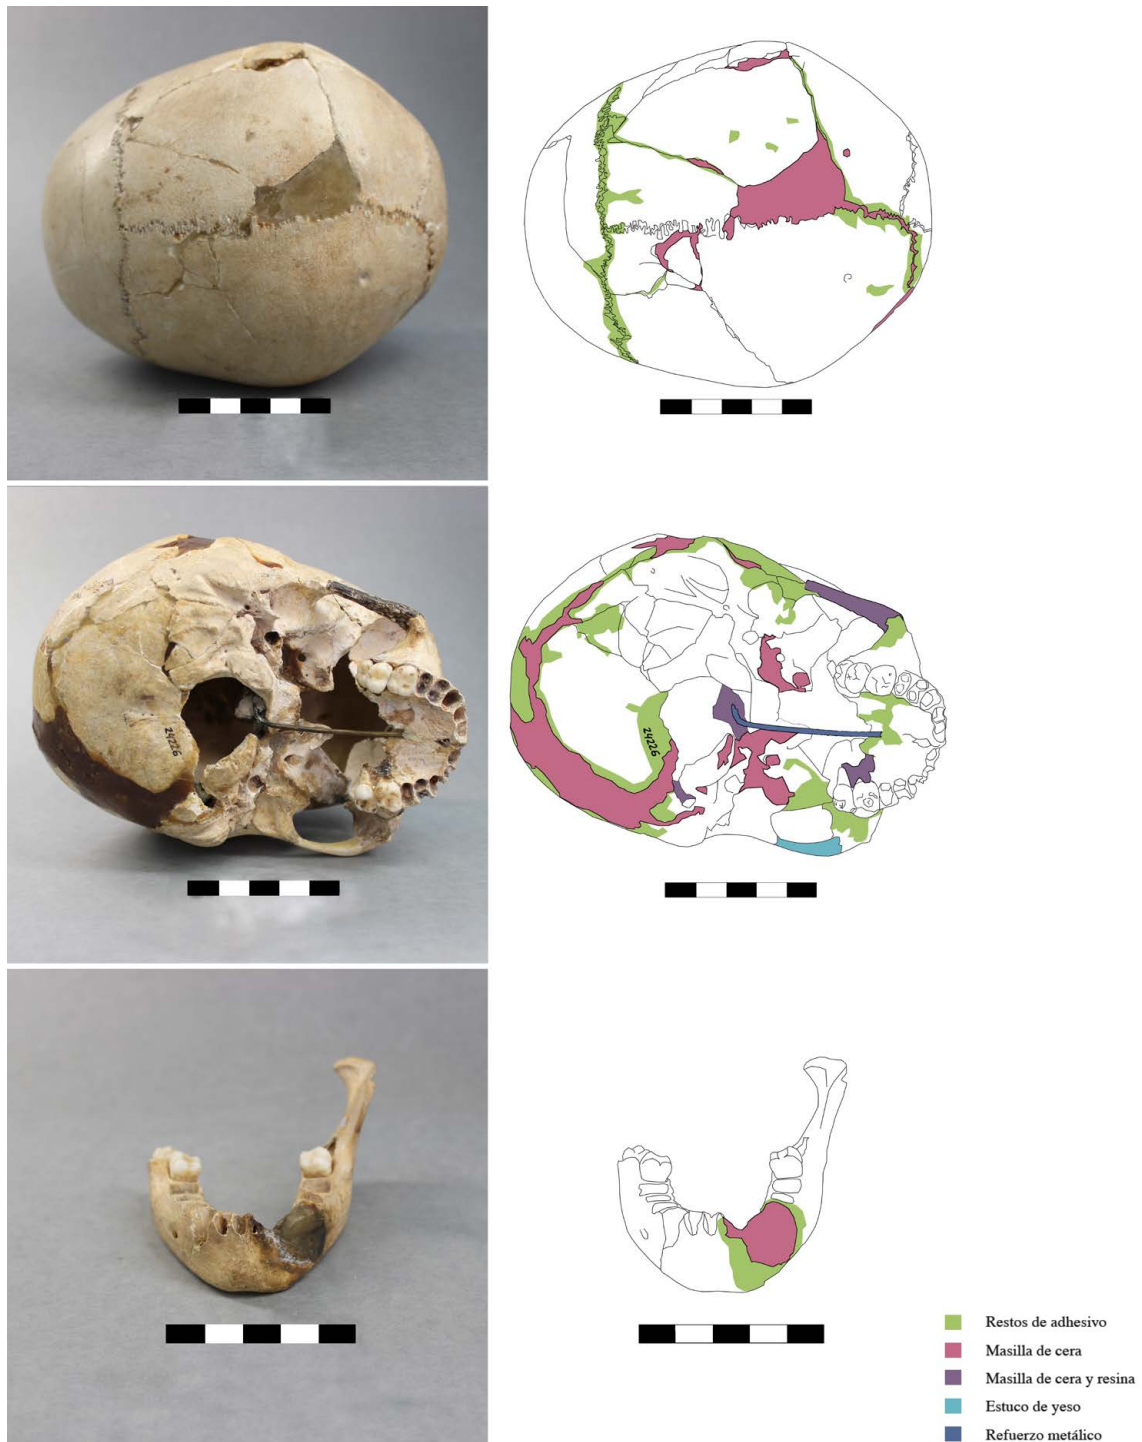 24226
24226
Restos de adhesivo
Masilla de cera
Masilla de cera y resina
Estuco de yeso
Refuerzo metálico